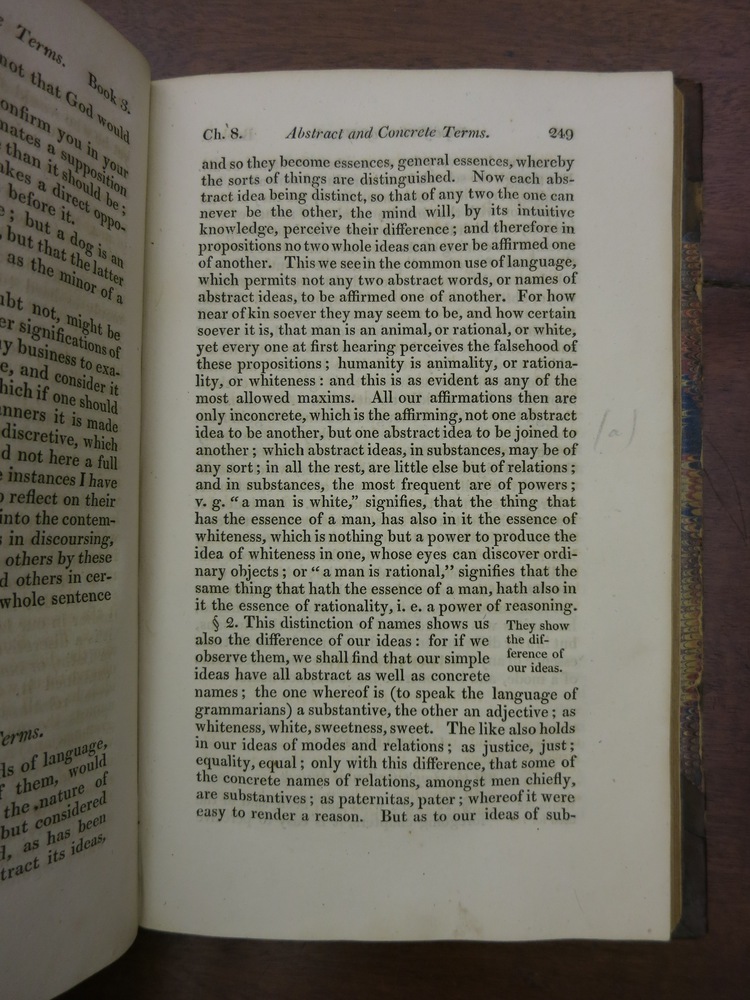 Terms. Book 3.
not that God would
onfirm you in your
nates a supposition
than it should be;
akes a direct oppo-
before it.
; but a dog is an
but that the latter
as the minor of a
ubt not, might be
er significations of
y business to exa-
e, and consider it
hich if one should
nners it is made
discretive, which
d not here a full
instances I have
o reflect on their
into the contem-
s in discoursing,
others by these
d others in cer-
whole sentence
Terms.
ds of language,
f them, would
the nature of
but considered
d, as has been
tract its ideas,
Ch. 8. Abstract and Concrete Terms. 249
and so they become essences, general essences, whereby
the sorts of things are distinguished. Now each abs-
tract idea being distinct, so that of any two the one can
never be the other, the mind will, by its intuitive
knowledge, perceive their difference; and therefore in
propositions no two whole ideas can ever be affirmed one
of another. This we see in the common use of language,
which permits not any two abstract words, or names of
abstract ideas, to be affirmed one of another. For how
near of kin soever they may seem to be, and how certain
soever it is, that man is an animal, or rational, or white,
yet every one at first hearing perceives the falsehood of
these propositions; humanity is animality, or rationa-
lity, or whiteness: and this is as evident as any of the
most allowed maxims. All our affirmations then are
only inconcrete, which is the affirming, not one abstract
idea to be another, but one abstract idea to be joined to
another; which abstract ideas, in substances, may be of
any sort; in all the rest, are little else but of relations;
and in substances, the most frequent are of powers;
v. g. "a man is white," signifies, that the thing that
has the essence of a man, has also in it the essence of
whiteness, which is nothing but a power to produce the
idea of whiteness in one, whose eyes can discover ordi-
nary objects; or "a man is rational," signifies that the
same thing that hath the essence of a man, hath also in
it the essence of rationality, i. e. a power of reasoning.
§ 2. This distinction of names shows us
also the difference of our ideas: for if we
observe them, we shall find that our simple
ideas have all abstract as well as concrete
They show
the dif-
ference of
our ideas.
names; the one whereof is (to speak the language of
grammarians) a substantive, the other an adjective; as
whiteness, white, sweetness, sweet. The like also holds
in our ideas of modes and relations; as justice, just;
equality, equal; only with this difference, that some of
the concrete names of relations, amongst men chiefly,
are substantives; as paternitas, pater; whereof it were
easy to render a reason. But as to our ideas of sub-
(a)